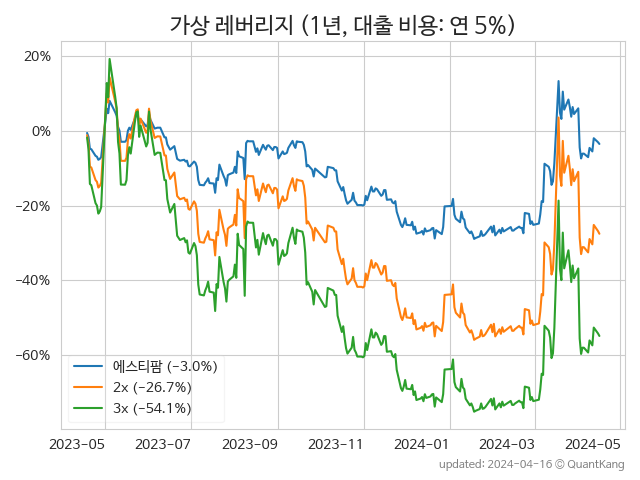 가상 레버리지 (1년, 대출 비용: 연 5%)
20%
0%
−20%
−40%
−60%
에스티팜 (−3.0%)
2x (−26.7%)
3x (−54.1%)
2023-05 2023-07 2023-09 2023-11 2024-01 2024-03 2024-05
updated: 2024-04-16 © QuantKang